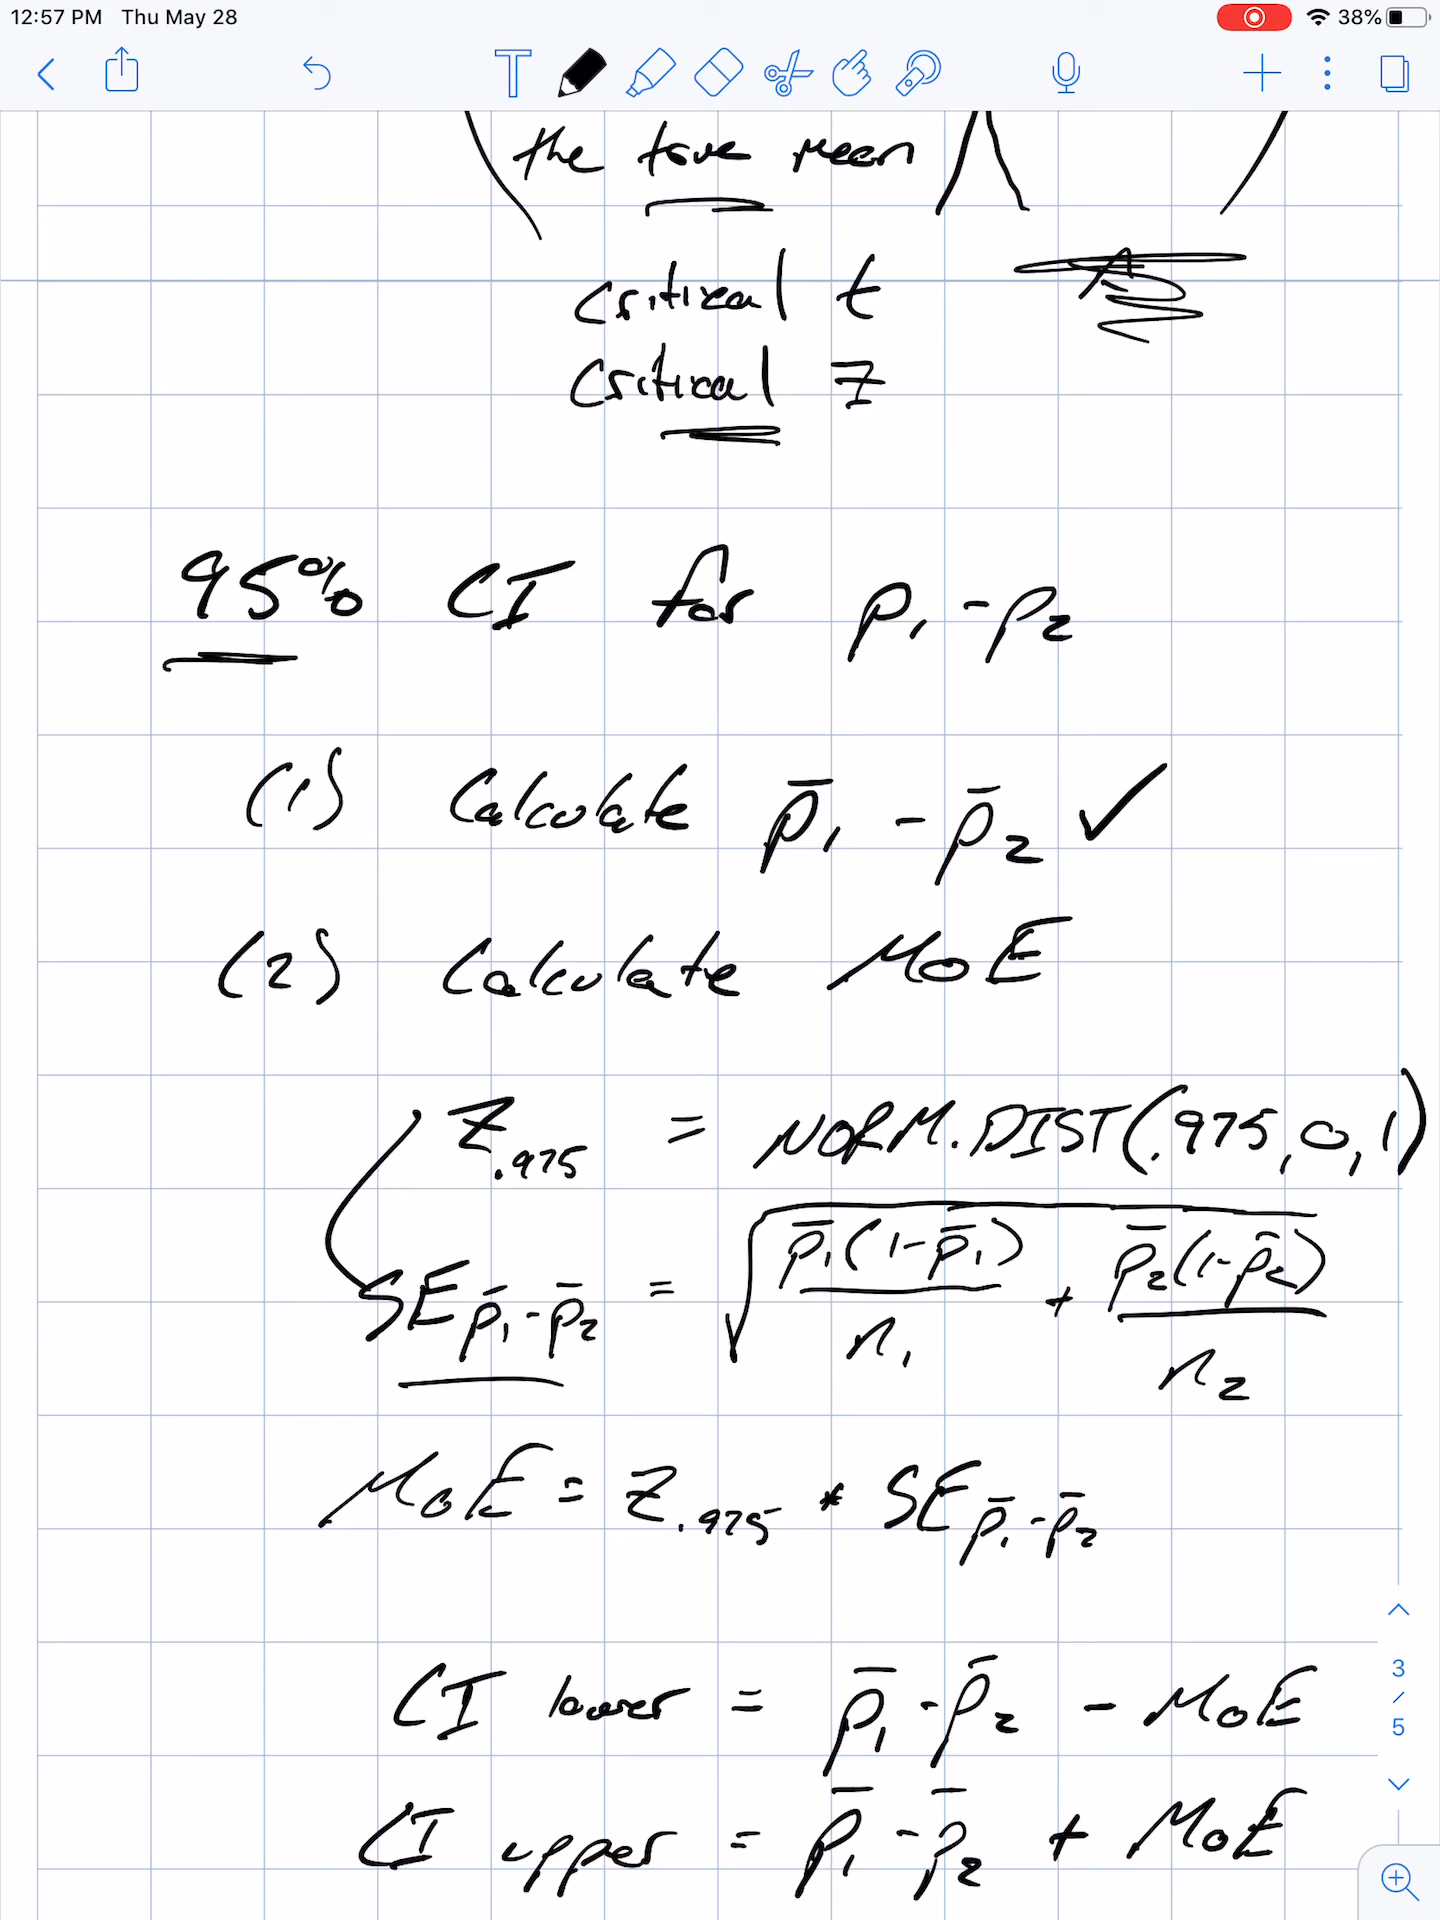 12:57 PM Thu May 28 38%
T
the true mean
critical t
critical Z
95% CI for p₁ - p₂
(1) Calculate p̄₁ - p̄₂ ✓
(2) Calculate MoE
Z.975 = NORM.DIST(.975,0,1)
SE p̄₁-p̄₂ = √(p̄₁(1-p̄₁)/n₁ + p̄₂(1-p̄₂)/n₂)
MoE = Z.975 * SE p̄₁-p̄₂
CI lower = p̄₁ - p̄₂ - MoE
CI upper = p̄₁ - p̄₂ + MoE
3
/
5